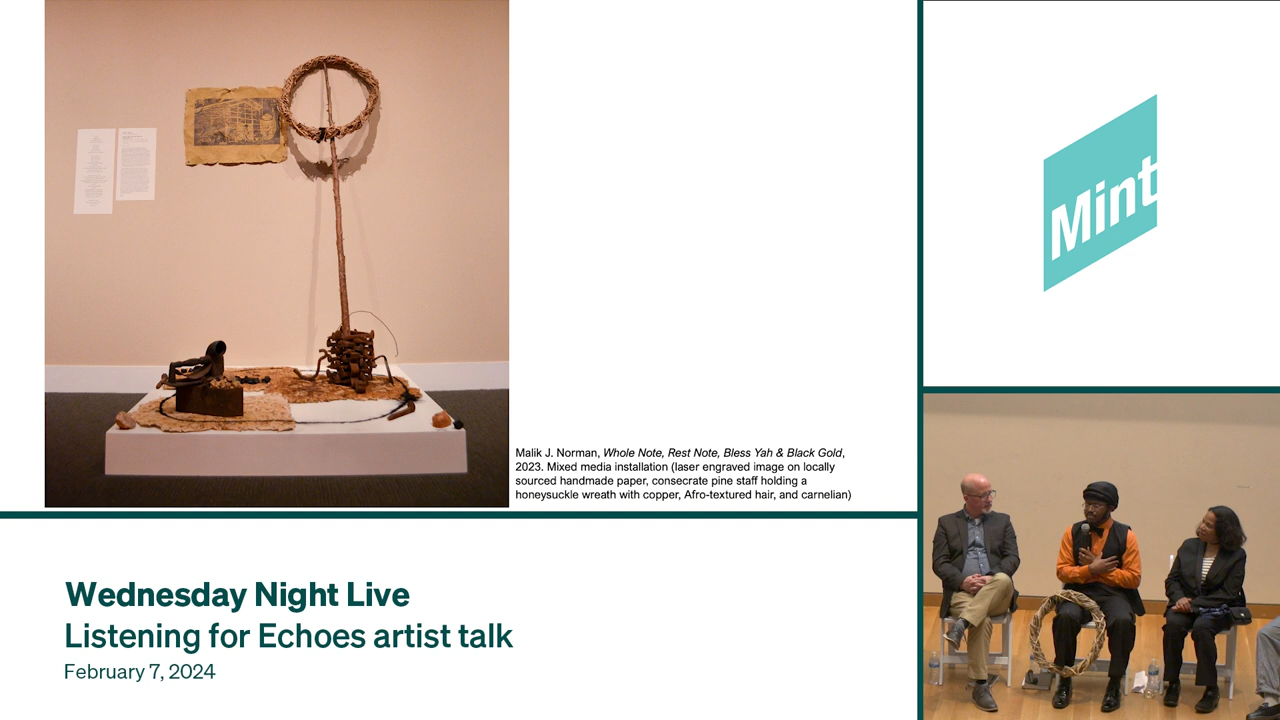 Mint
Malik J. Norman, Whole Note, Rest Note, Bless Yah & Black Gold,
2023. Mixed media installation (laser engraved image on locally
sourced handmade paper, consecrate pine staff holding a
honeysuckle wreath with copper, Afro-textured hair, and carnelian)
Wednesday Night Live
Listening for Echoes artist talk
February 7, 2024